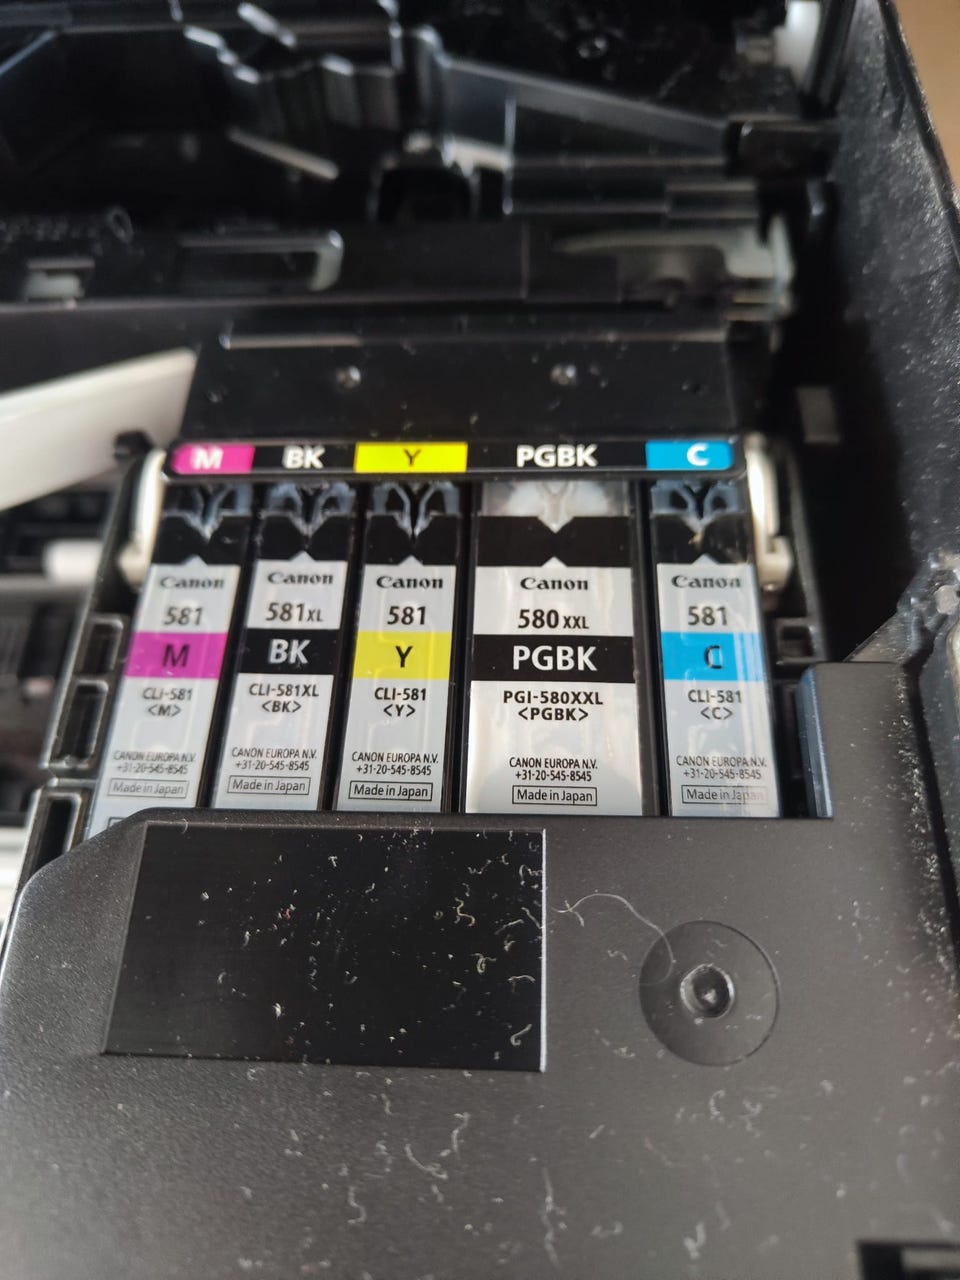 M BK Y PGBK C
Canon
581
M
CLI-581
<M>
CANON EUROPA N.V.
+31-20-545-8545
Made in Japan
Canon
581XL
BK
CLI-581XL
<BK>
CANON EUROPA N.V.
+31-20-545-8545
Made in Japan
Canon
581
Y
CLI-581
<Y>
CANON EUROPA N.V.
+31-20-545-8545
Made in Japan
Canon
580XXL
PGBK
PGI-580XXL
<PGBK>
CANON EUROPA N.V.
+31-20-545-8545
Made in Japan
Canon
581
C
CLI-581
<C>
CANON EUROPA N.V.
+31-20-545-8545
Made in Japan